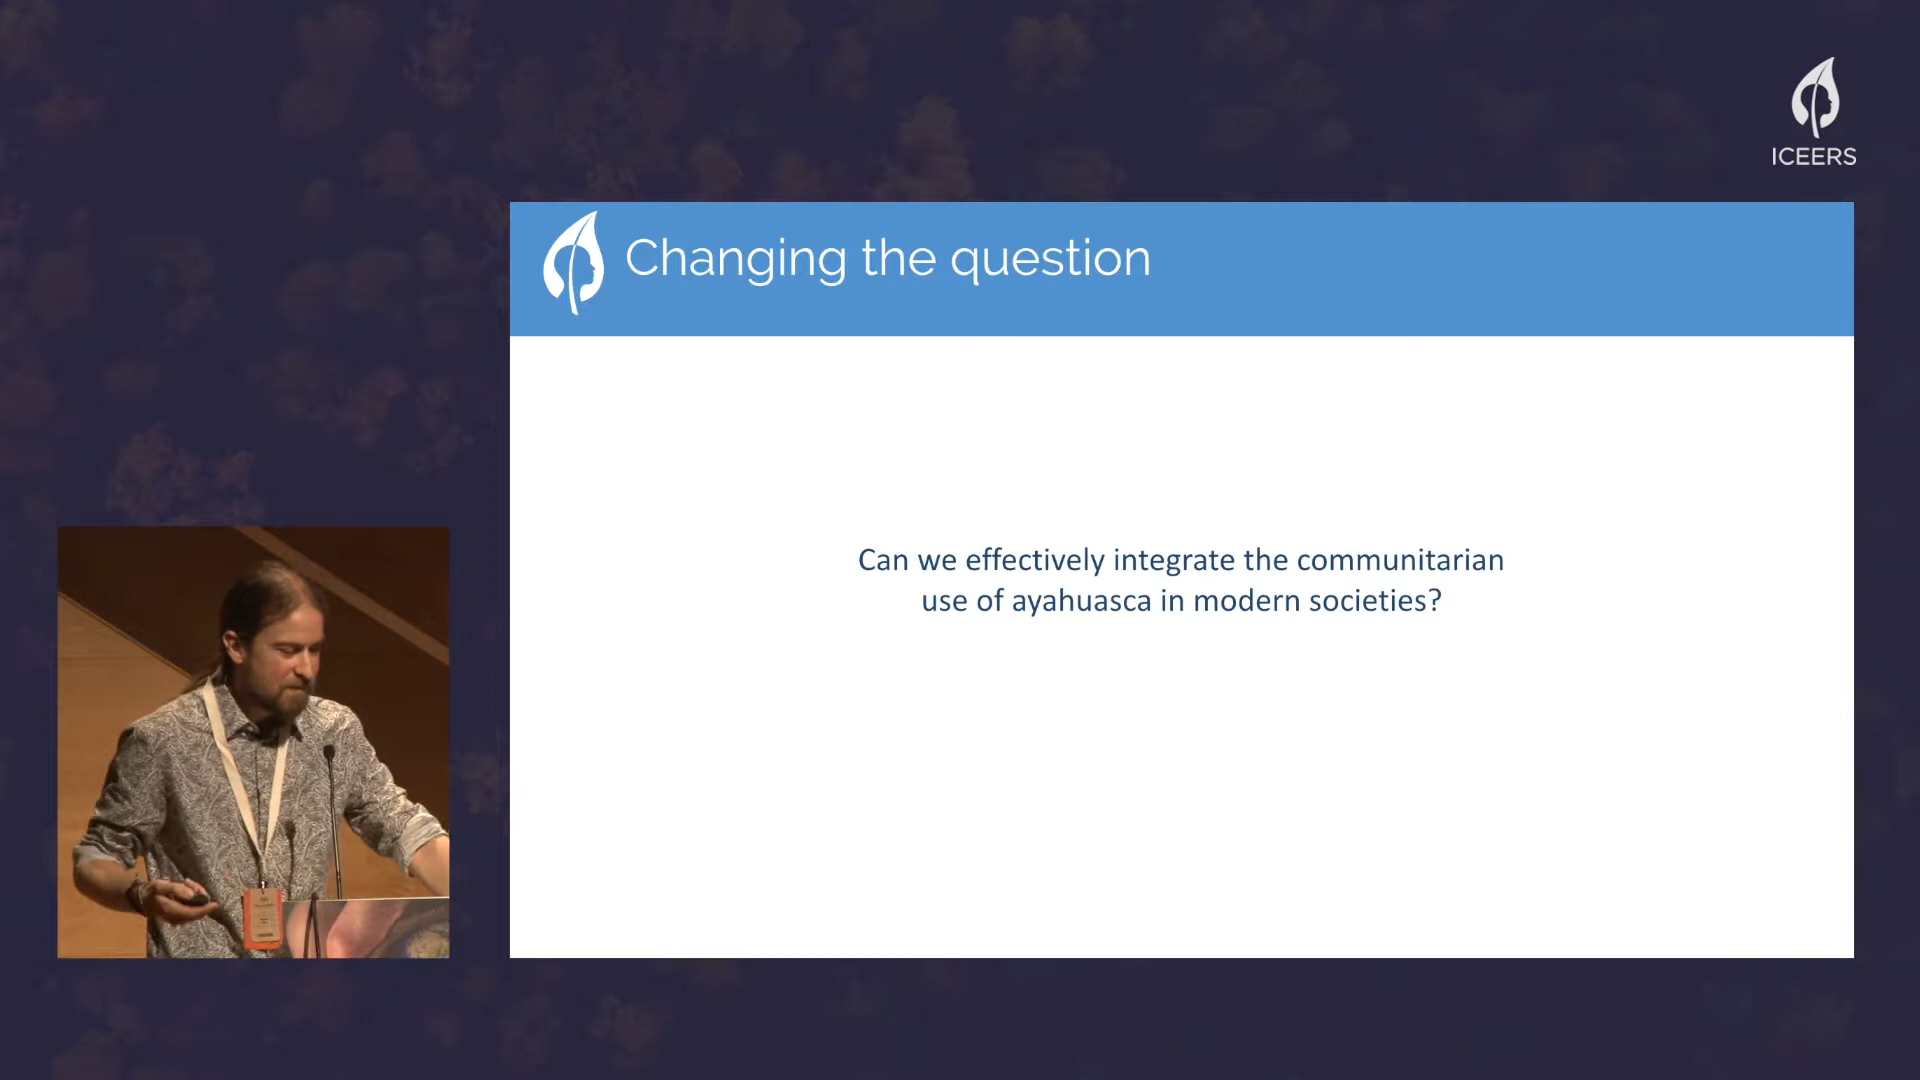 ICEERS
Changing the question
Can we effectively integrate the communitarian
use of ayahuasca in modern societies?